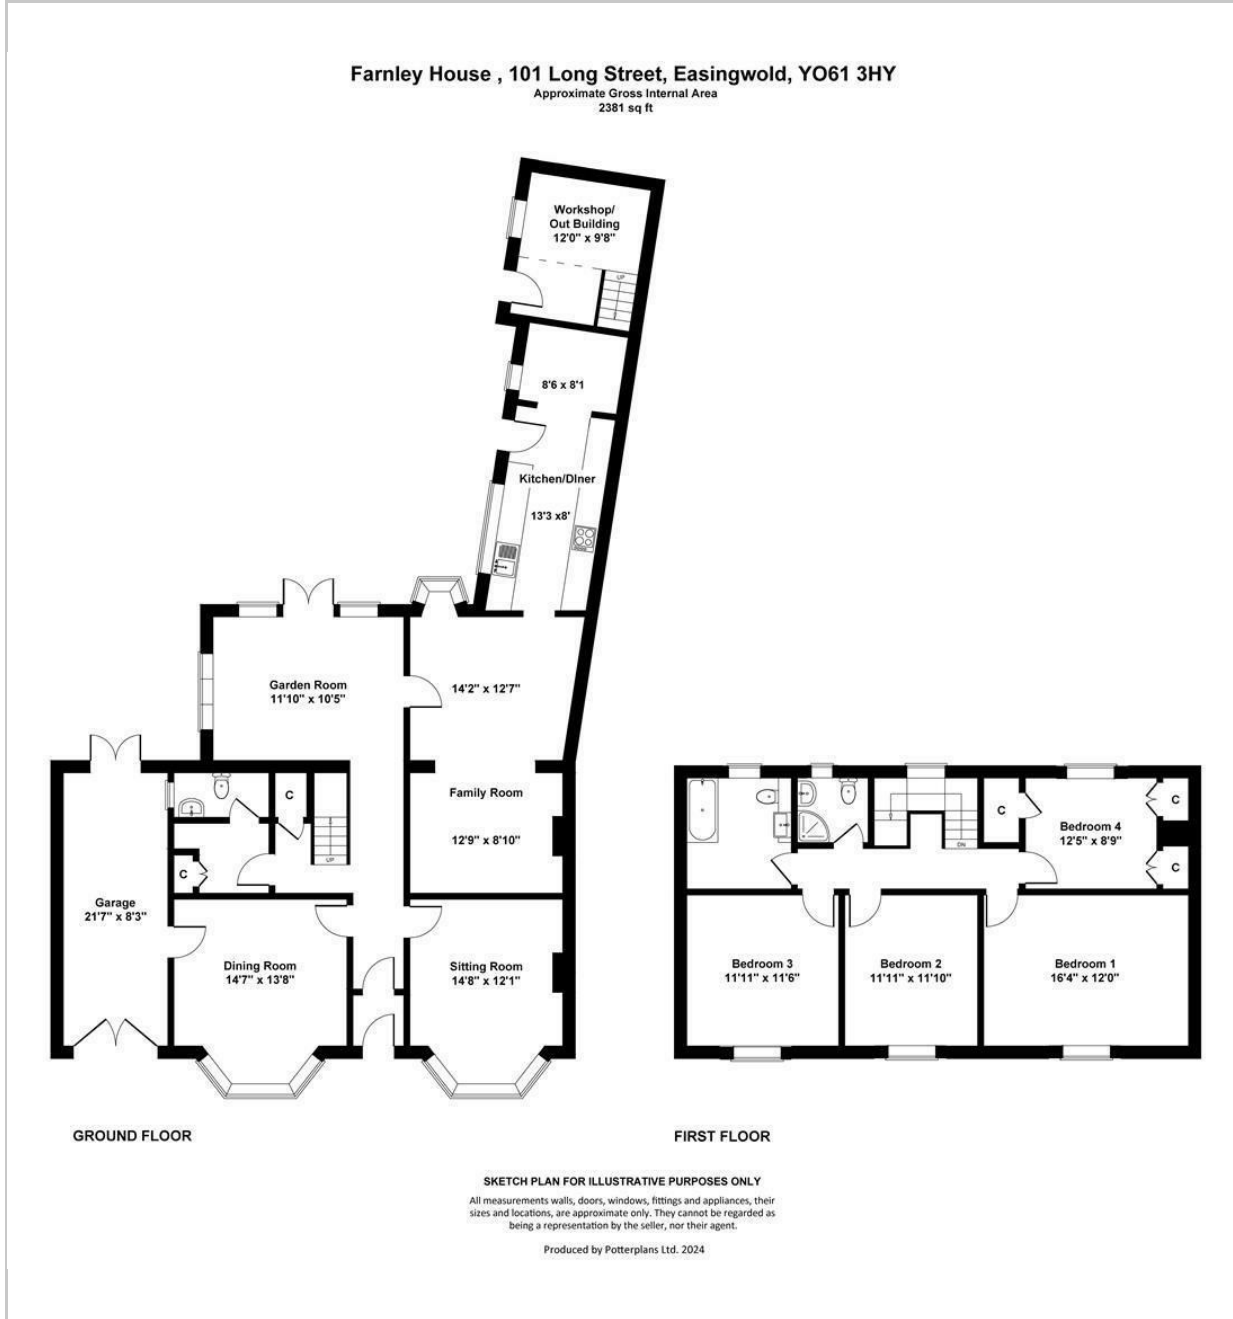 Farnley House , 101 Long Street, Easingwold, YO61 3HY
Approximate Gross Internal Area
2381 sq ft
Workshop/
Out Building
12'0" x 9'8"
UP
8'6 x 8'1
Kitchen/DIner
13'3 x8'
Garden Room
11'10" x 10'5"
14'2" x 12'7"
Family Room
12'9" x 8'10"
C
UP
C
Garage
21'7" x 8'3"
Dining Room
14'7" x 13'8"
Sitting Room
14'8" x 12'1"
GROUND FLOOR
C
Bedroom 4
12'5" x 8'9"
C
C
DN
Bedroom 3
11'11" x 11'6"
Bedroom 2
11'11" x 11'10"
Bedroom 1
16'4" x 12'0"
FIRST FLOOR
SKETCH PLAN FOR ILLUSTRATIVE PURPOSES ONLY
All measurements walls, doors, windows, fittings and appliances, their
sizes and locations, are approximate only. They cannot be regarded as
being a representation by the seller, nor their agent.
Produced by Potterplans Ltd. 2024